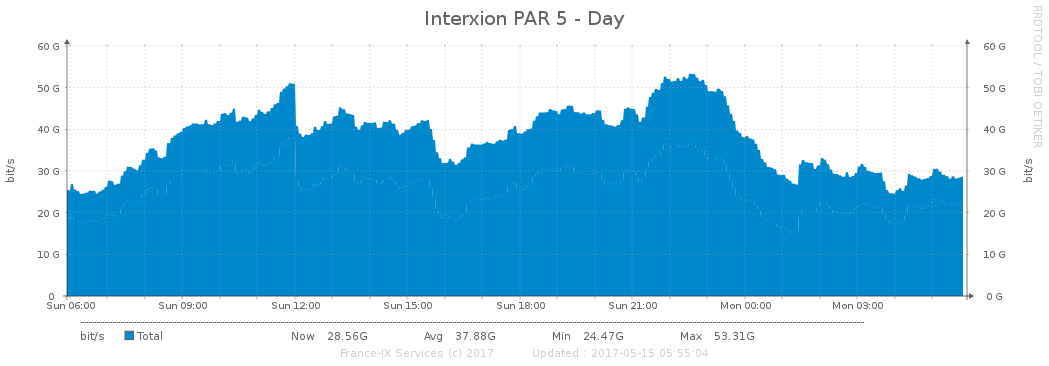 Interxion PAR 5 - Day
RRDTOOL / TOBI OETIKER
60 G 60 G
50 G 50 G
40 G 40 G
30 G 30 G
20 G 20 G
10 G 10 G
0 0 G
bit/s
bit/s
Sun 06:00 Sun 09:00 Sun 12:00 Sun 15:00 Sun 18:00 Sun 21:00 Mon 00:00 Mon 03:00
bit/s Total Now 28.56G Avg 37.88G Min 24.47G Max 53.31G
France-IX Services (c) 2017 Updated : 2017-05-15 05:55:04